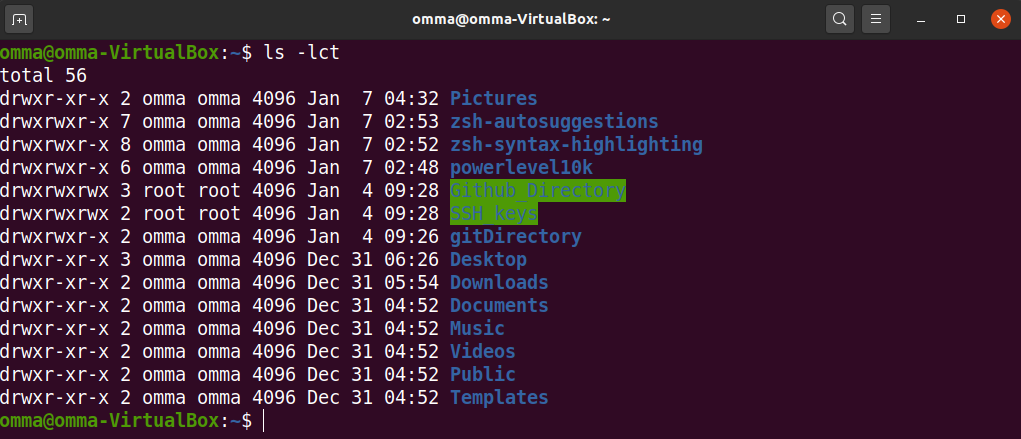 omma@omma-VirtualBox: ~
omma@omma-VirtualBox:~$ ls -lct
total 56
drwxr-xr-x 2 omma omma 4096 Jan  7 04:32 Pictures
drwxrwxr-x 7 omma omma 4096 Jan  7 02:53 zsh-autosuggestions
drwxrwxr-x 8 omma omma 4096 Jan  7 02:52 zsh-syntax-highlighting
drwxrwxr-x 6 omma omma 4096 Jan  7 02:48 powerlevel10k
drwxrwxrwx 3 root root 4096 Jan  4 09:28 Github_Directory
drwxrwxrwx 2 root root 4096 Jan  4 09:28 SSH_keys
drwxrwxr-x 2 omma omma 4096 Jan  4 09:26 gitDirectory
drwxr-xr-x 3 omma omma 4096 Dec 31 06:26 Desktop
drwxr-xr-x 2 omma omma 4096 Dec 31 05:54 Downloads
drwxr-xr-x 2 omma omma 4096 Dec 31 04:52 Documents
drwxr-xr-x 2 omma omma 4096 Dec 31 04:52 Music
drwxr-xr-x 2 omma omma 4096 Dec 31 04:52 Videos
drwxr-xr-x 2 omma omma 4096 Dec 31 04:52 Public
drwxr-xr-x 2 omma omma 4096 Dec 31 04:52 Templates
omma@omma-VirtualBox:~$